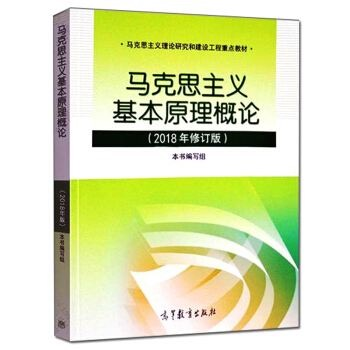 ·马克思主义理论研究和建设工程重点教材
马克思主义
基本原理概论
(2018年修订版)
本书编写组
高等教育出版社
马克思主义基本原理概论
(2018年版)
本书编写组